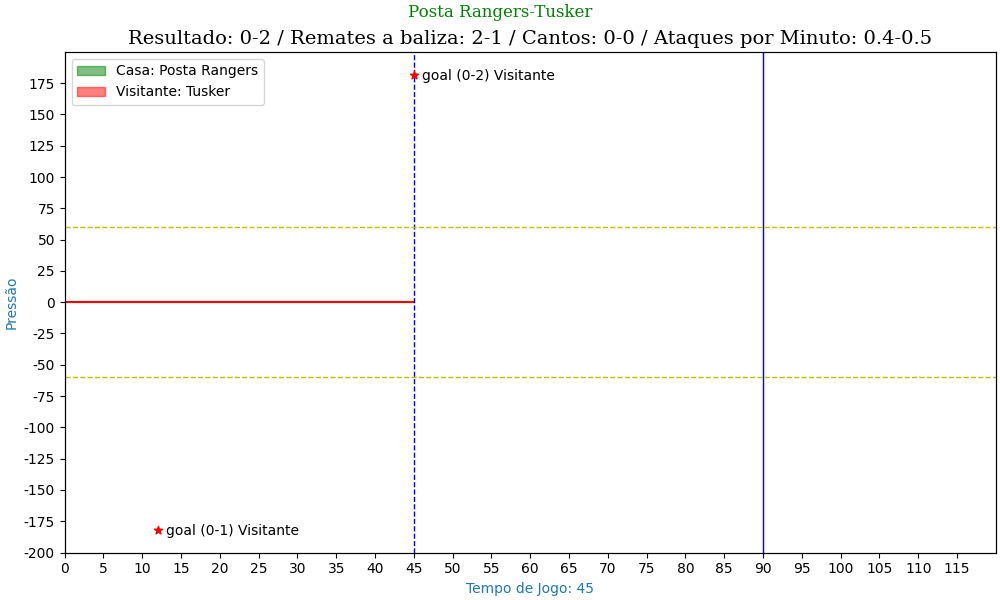 Posta Rangers-Tusker
Resultado: 0-2 / Remates a baliza: 2-1 / Cantos: 0-0 / Ataques por Minuto: 0.4-0.5
Casa: Posta Rangers
Visitante: Tusker
goal (0-2) Visitante
175
150
125
100
75
50
25
0
-25
-50
-75
-100
-125
-150
-175
-200
Pressão
goal (0-1) Visitante
0 5 10 15 20 25 30 35 40 45 50 55 60 65 70 75 80 85 90 95 100 105 110 115
Tempo de Jogo: 45